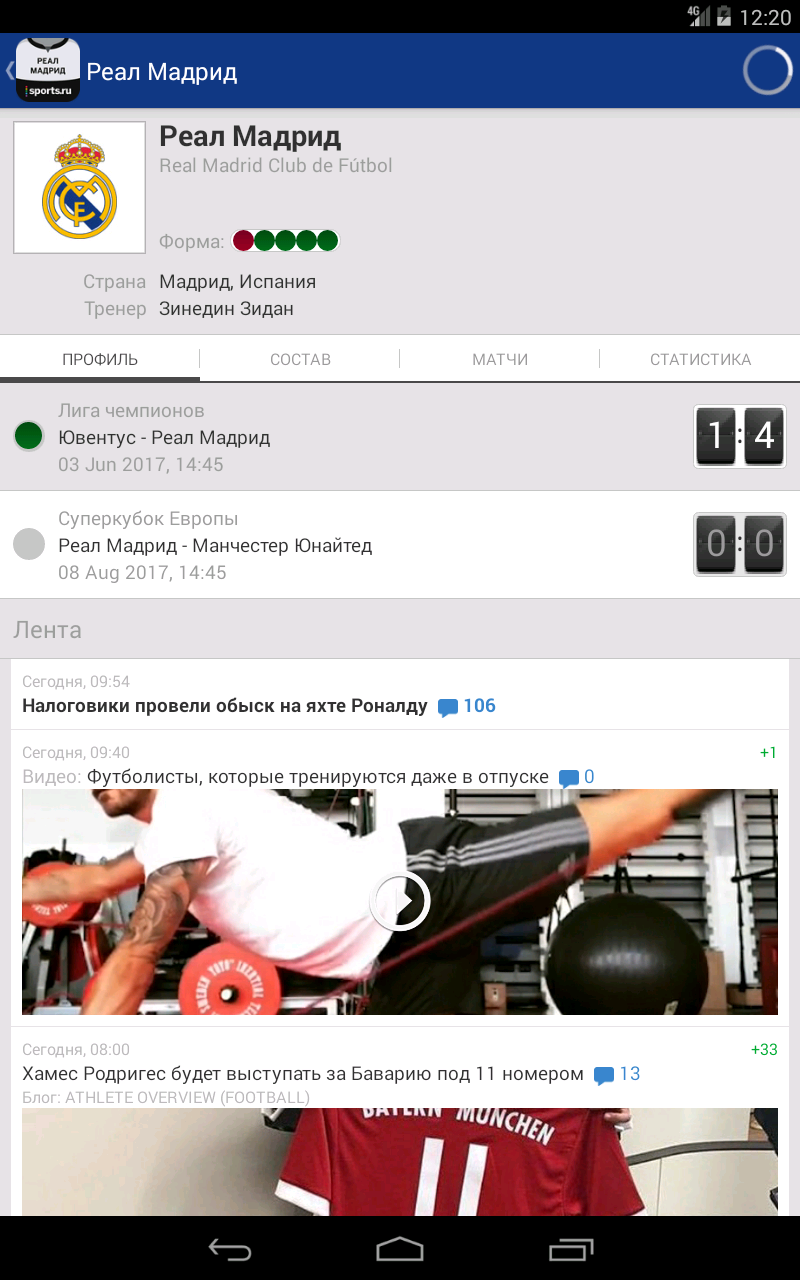 4G 12:20
РЕАЛ
МАДРИД
sports.ru
Реал Мадрид
Реал Мадрид
Real Madrid Club de Fútbol
Форма:
Страна Мадрид, Испания
Тренер Зинедин Зидан
ПРОФИЛЬ СОСТАВ МАТЧИ СТАТИСТИКА
Лига чемпионов
Ювентус - Реал Мадрид
03 Jun 2017, 14:45
1 : 4
Суперкубок Европы
Реал Мадрид - Манчестер Юнайтед
08 Aug 2017, 14:45
0 : 0
Лента
Сегодня, 09:54
Налоговики провели обыск на яхте Роналду 106
Сегодня, 09:40 +1
Видео: Футболисты, которые тренируются даже в отпуске 0
Сегодня, 08:00 +33
Хамес Родригес будет выступать за Баварию под 11 номером 13
Блог: ATHLETE OVERVIEW (FOOTBALL)
BAYERN MÜNCHEN
11